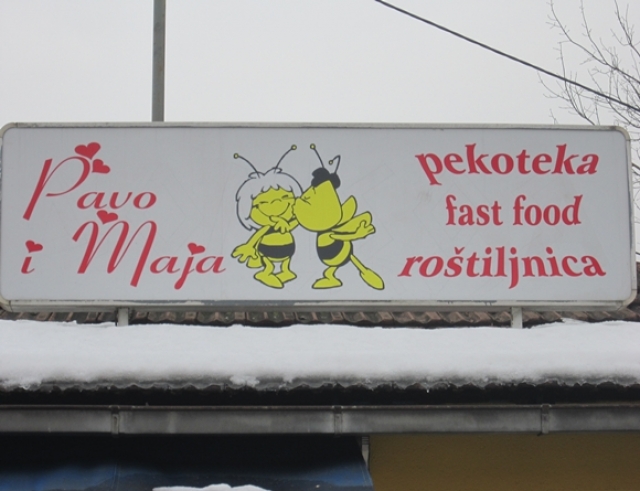 Pavo
i Maja
pekoteka
fast food
roštiljnica